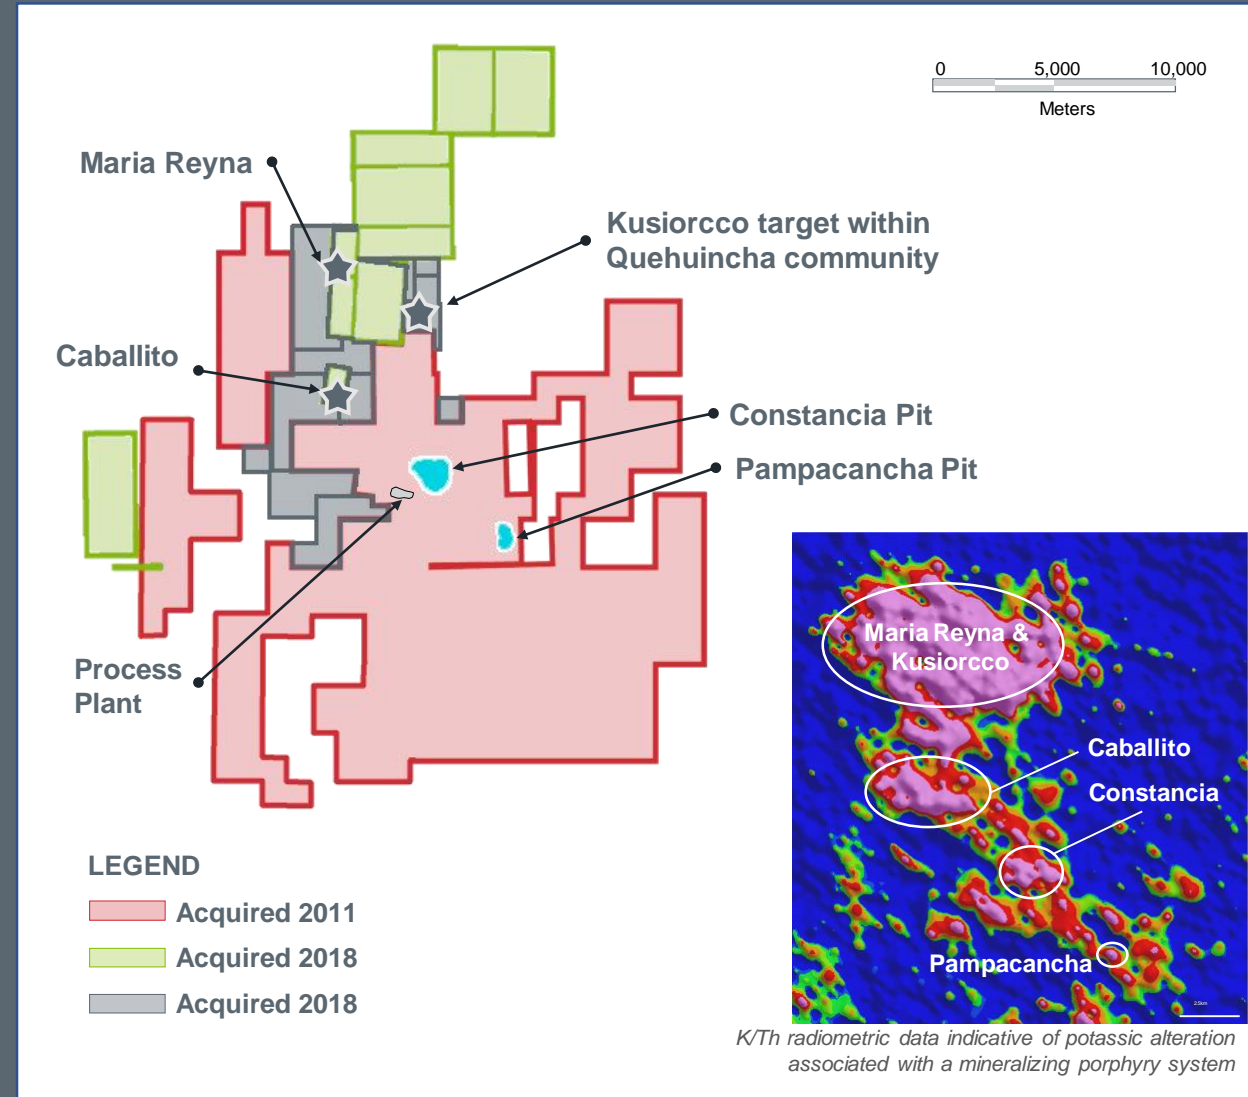 0 5,000 10,000
Meters
Maria Reyna
Kusiorcco target within
Quehuincha community
Caballito
Constancia Pit
Pampacancha Pit
Process
Plant
LEGEND
Acquired 2011
Acquired 2018
Acquired 2018
Maria Reyna &
Kusiorcco
Caballito
Constancia
Pampacancha
2.5km
K/Th radiometric data indicative of potassic alteration
associated with a mineralizing porphyry system